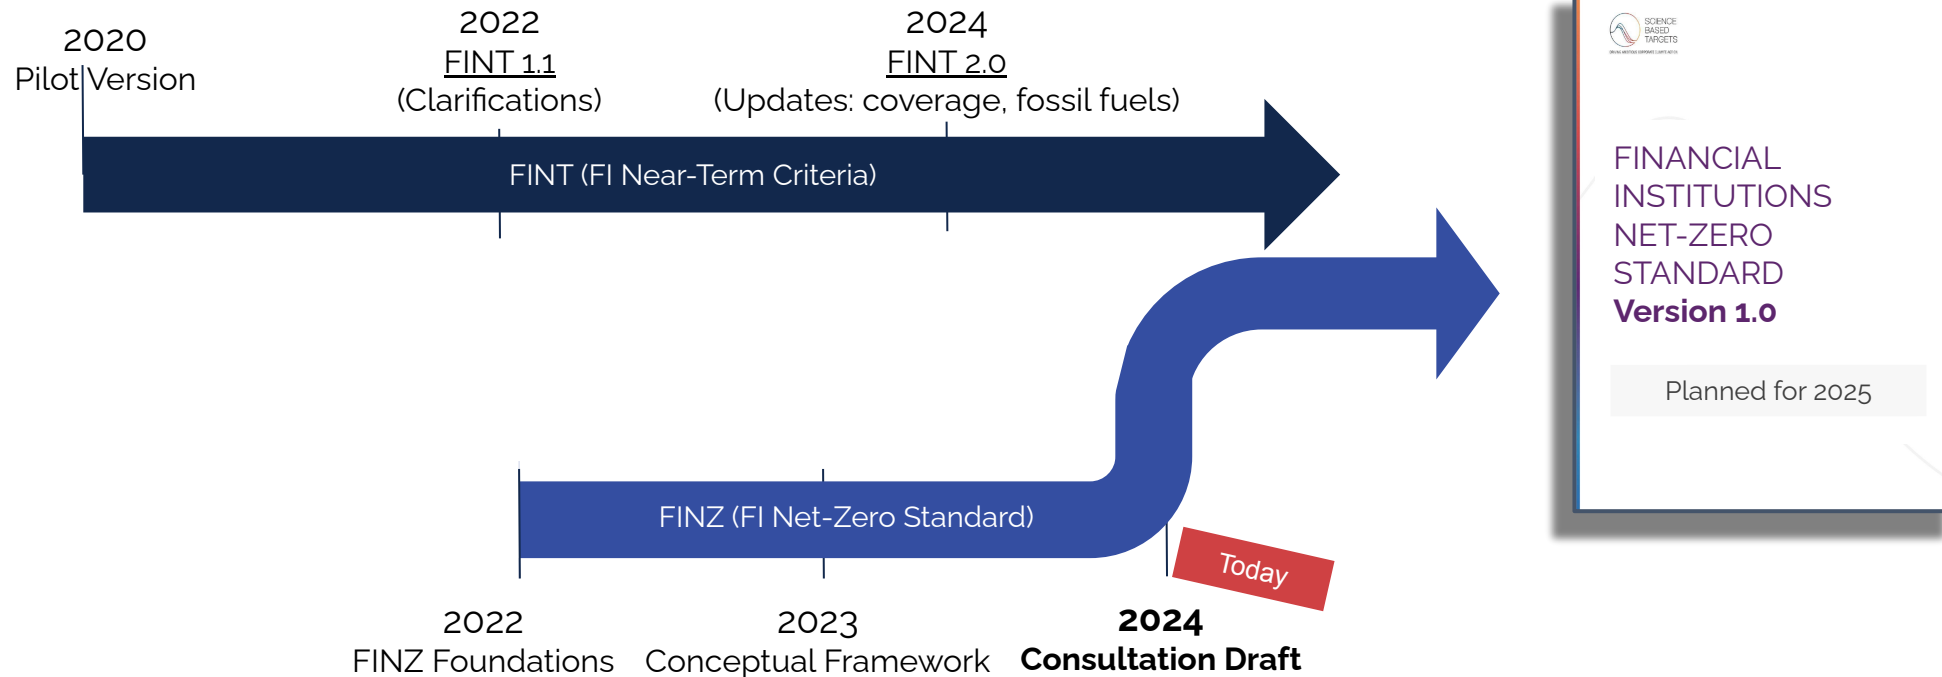 2020
Pilot Version
2022
FINT 1.1
(Clarifications)
2024
FINT 2.0
(Updates: coverage, fossil fuels)
FINT (FI Near-Term Criteria)
FINZ (FI Net-Zero Standard)
Today
2022
FINZ Foundations
2023
Conceptual Framework
2024
Consultation Draft
SCIENCE
BASED
TARGETS
FINANCIAL
INSTITUTIONS
NET-ZERO
STANDARD
Version 1.0
Planned for 2025